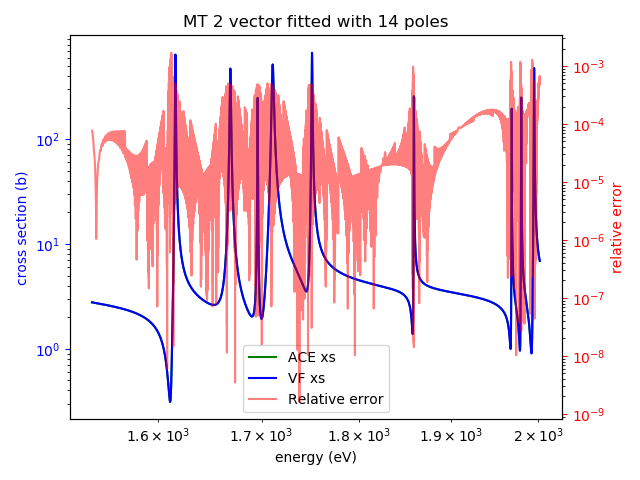 MT 2 vector fitted with 14 poles
10²
10¹
10⁰
cross section (b)
10⁻³
10⁻⁴
10⁻⁵
10⁻⁶
10⁻⁷
10⁻⁸
10⁻⁹
relative error
ACE xs
VF xs
Relative error
1.6 × 10³ 1.7 × 10³ 1.8 × 10³ 1.9 × 10³ 2 × 10³
energy (eV)